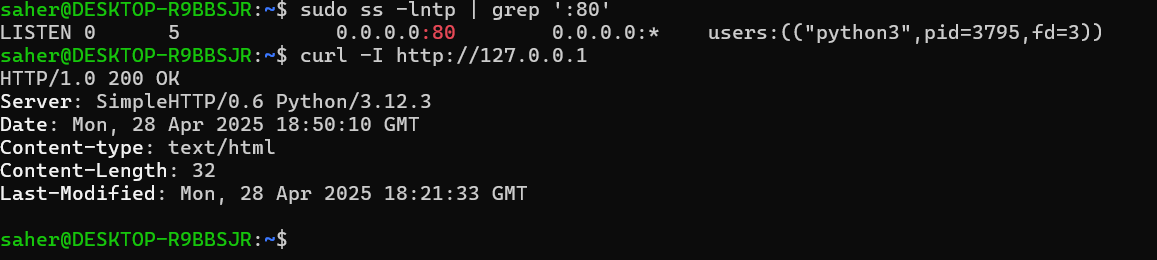 saher@DESKTOP-R9BBSJR:~$ sudo ss -lntp | grep ':80'
LISTEN 0      5             0.0.0.0:80        0.0.0.0:*    users:(("python3",pid=3795,fd=3))
saher@DESKTOP-R9BBSJR:~$ curl -I http://127.0.0.1
HTTP/1.0 200 OK
Server: SimpleHTTP/0.6 Python/3.12.3
Date: Mon, 28 Apr 2025 18:50:10 GMT
Content-type: text/html
Content-Length: 32
Last-Modified: Mon, 28 Apr 2025 18:21:33 GMT

saher@DESKTOP-R9BBSJR:~$